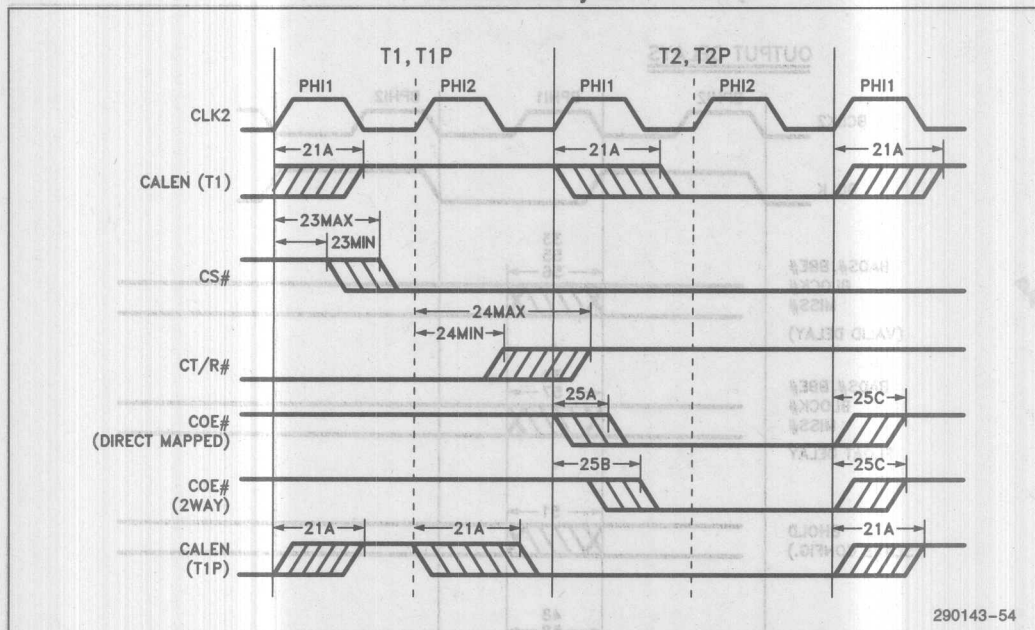 T1, T1P T2, T2P
PHI1 PHI2 PHI1 PHI2 PHI1
CLK2
21A 21A 21A
CALEN (T1)
23MAX
23MIN
CS#
24MAX
24MIN
CT/R#
25A 25C
COE#
(DIRECT MAPPED)
25B 25C
COE#
(2WAY)
21A 21A 21A
CALEN
(T1P)
290143-54